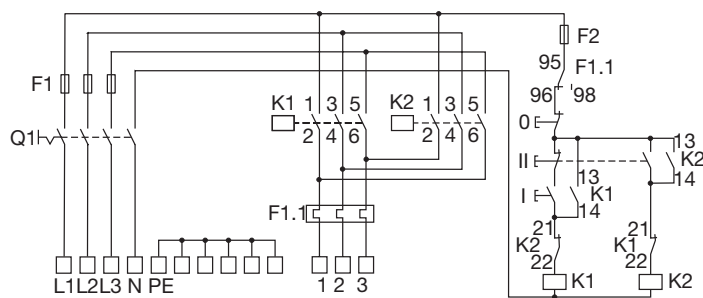 F2
95
F1.1
96 '98
F1
K1 1 3 5
2 4 6
K2 1 3 5
2 4 6
0
Q1
II
13
K2
14
I
13
K1
14
F1.1
K2 21
22
K1 21
22
K1
K2
L1 L2 L3 N PE
1 2 3